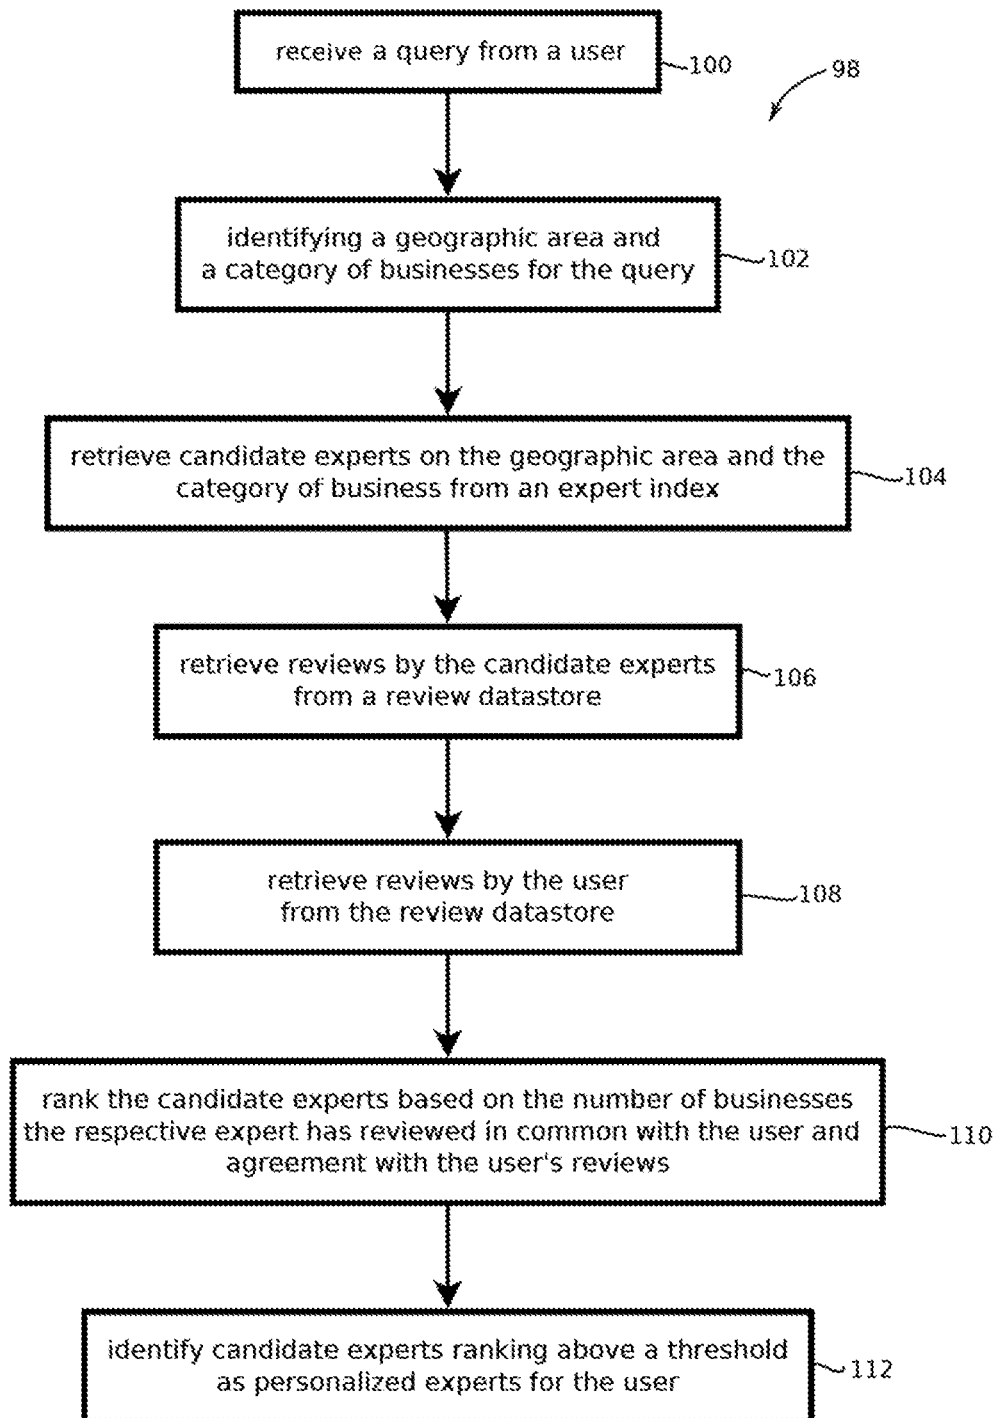 receive a query from a user
100
98
identifying a geographic area and
a category of businesses for the query
102
retrieve candidate experts on the geographic area and the
category of business from an expert index
104
retrieve reviews by the candidate experts
from a review datastore
106
retrieve reviews by the user
from the review datastore
108
rank the candidate experts based on the number of businesses
the respective expert has reviewed in common with the user and
agreement with the user's reviews
110
identify candidate experts ranking above a threshold
as personalized experts for the user
112